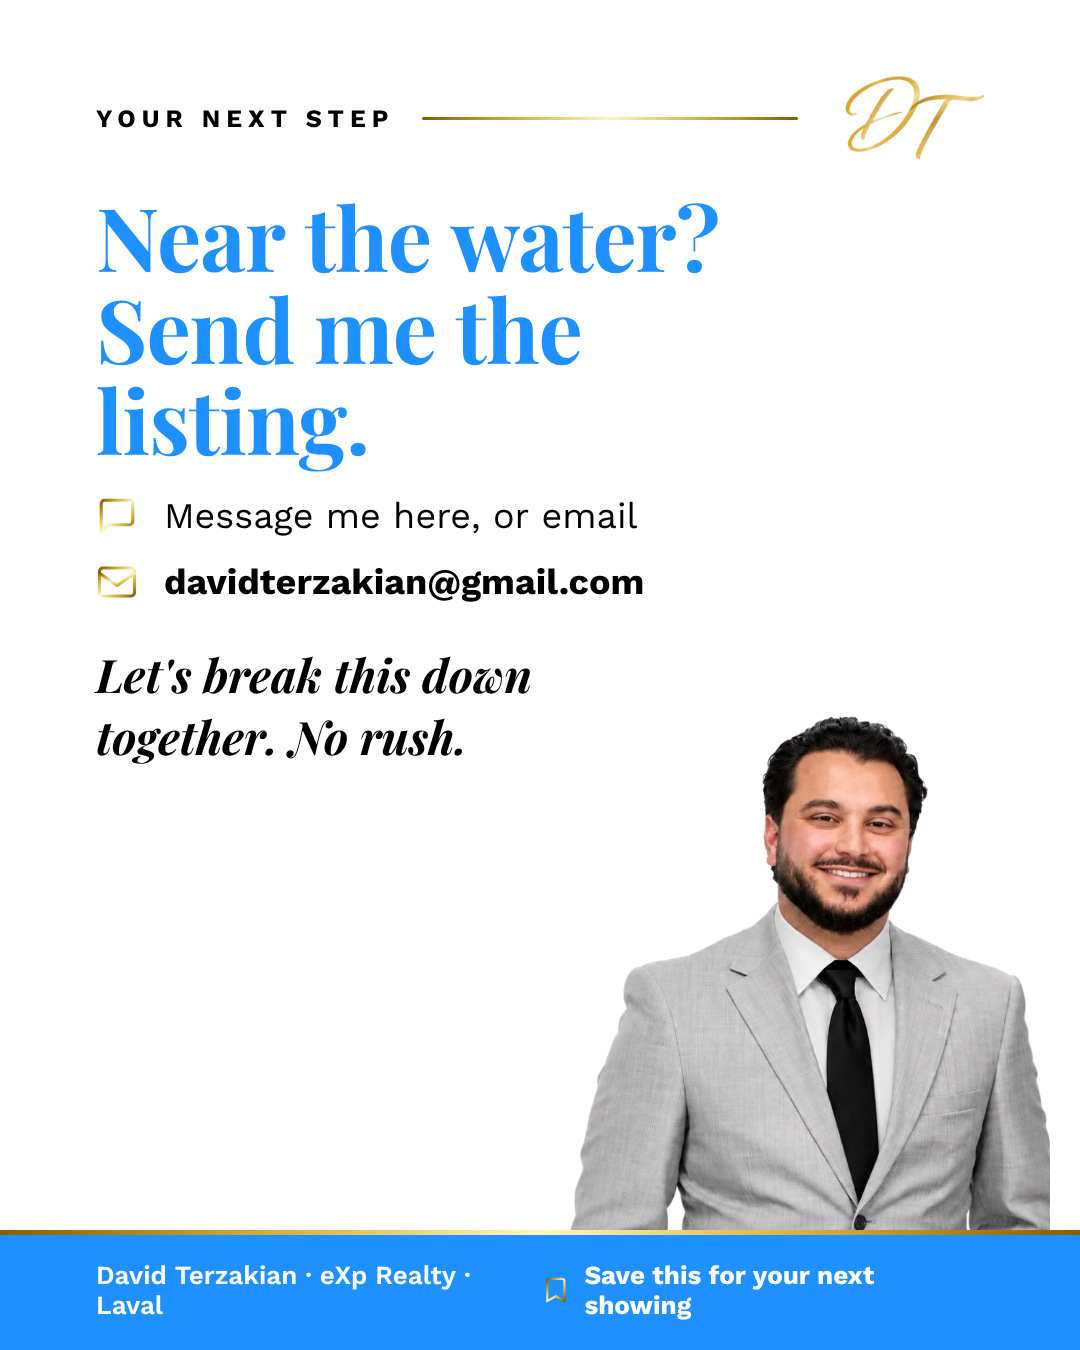 YOUR NEXT STEP
DT
Near the water?
Send me the
listing.
Message me here, or email
davidterzakian@gmail.com
Let's break this down
together. No rush.
David Terzakian · eXp Realty ·
Laval
Save this for your next
showing